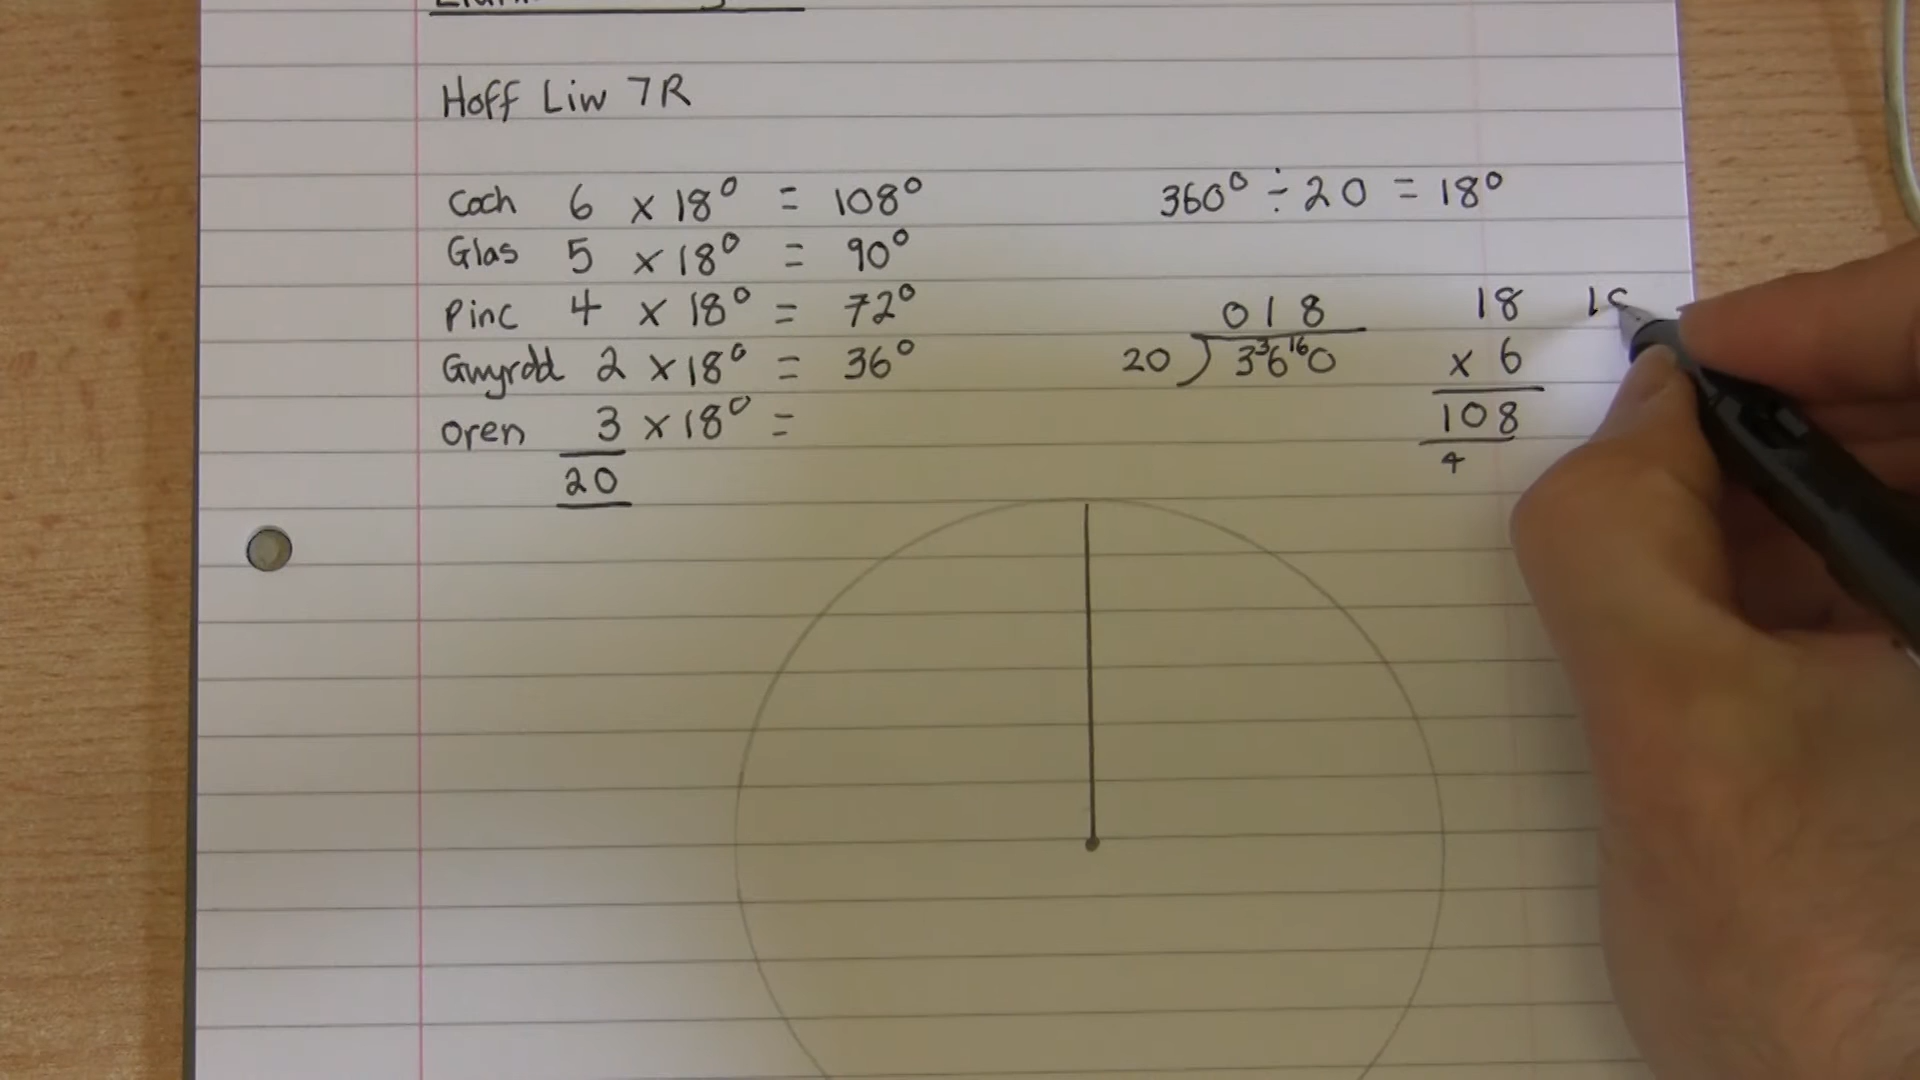 Hoff Liw 7R
Coch 6 x 18° = 108°
Glas 5 x 18° = 90°
Pinc 4 x 18° = 72°
Gwyrdd 2 x 18° = 36°
Oren 3 x 18° =
20
360° ÷ 20 = 18°
018
20 ) 3³6¹⁶0
18
x 6
108
4